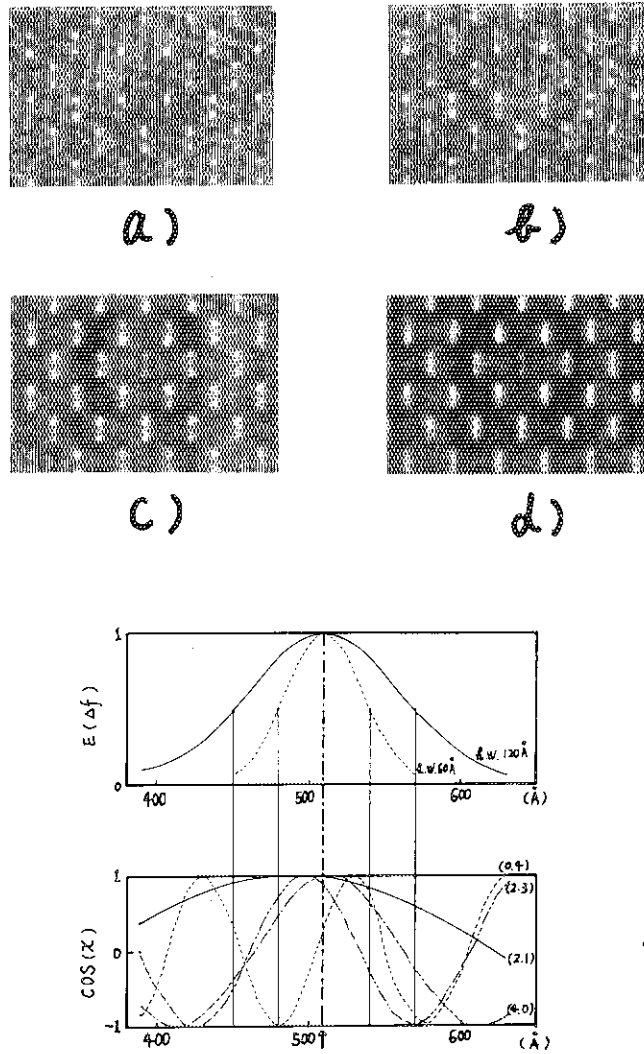 a) b)
c) d)
E(Δf)
1
0
h.w.60Å
h.w.120Å
400 500 600 (Å)
COS(χ)
1
0
-1
(0.4)
(2.3)
(2.1)
(4.0)
400 500 600 (Å)